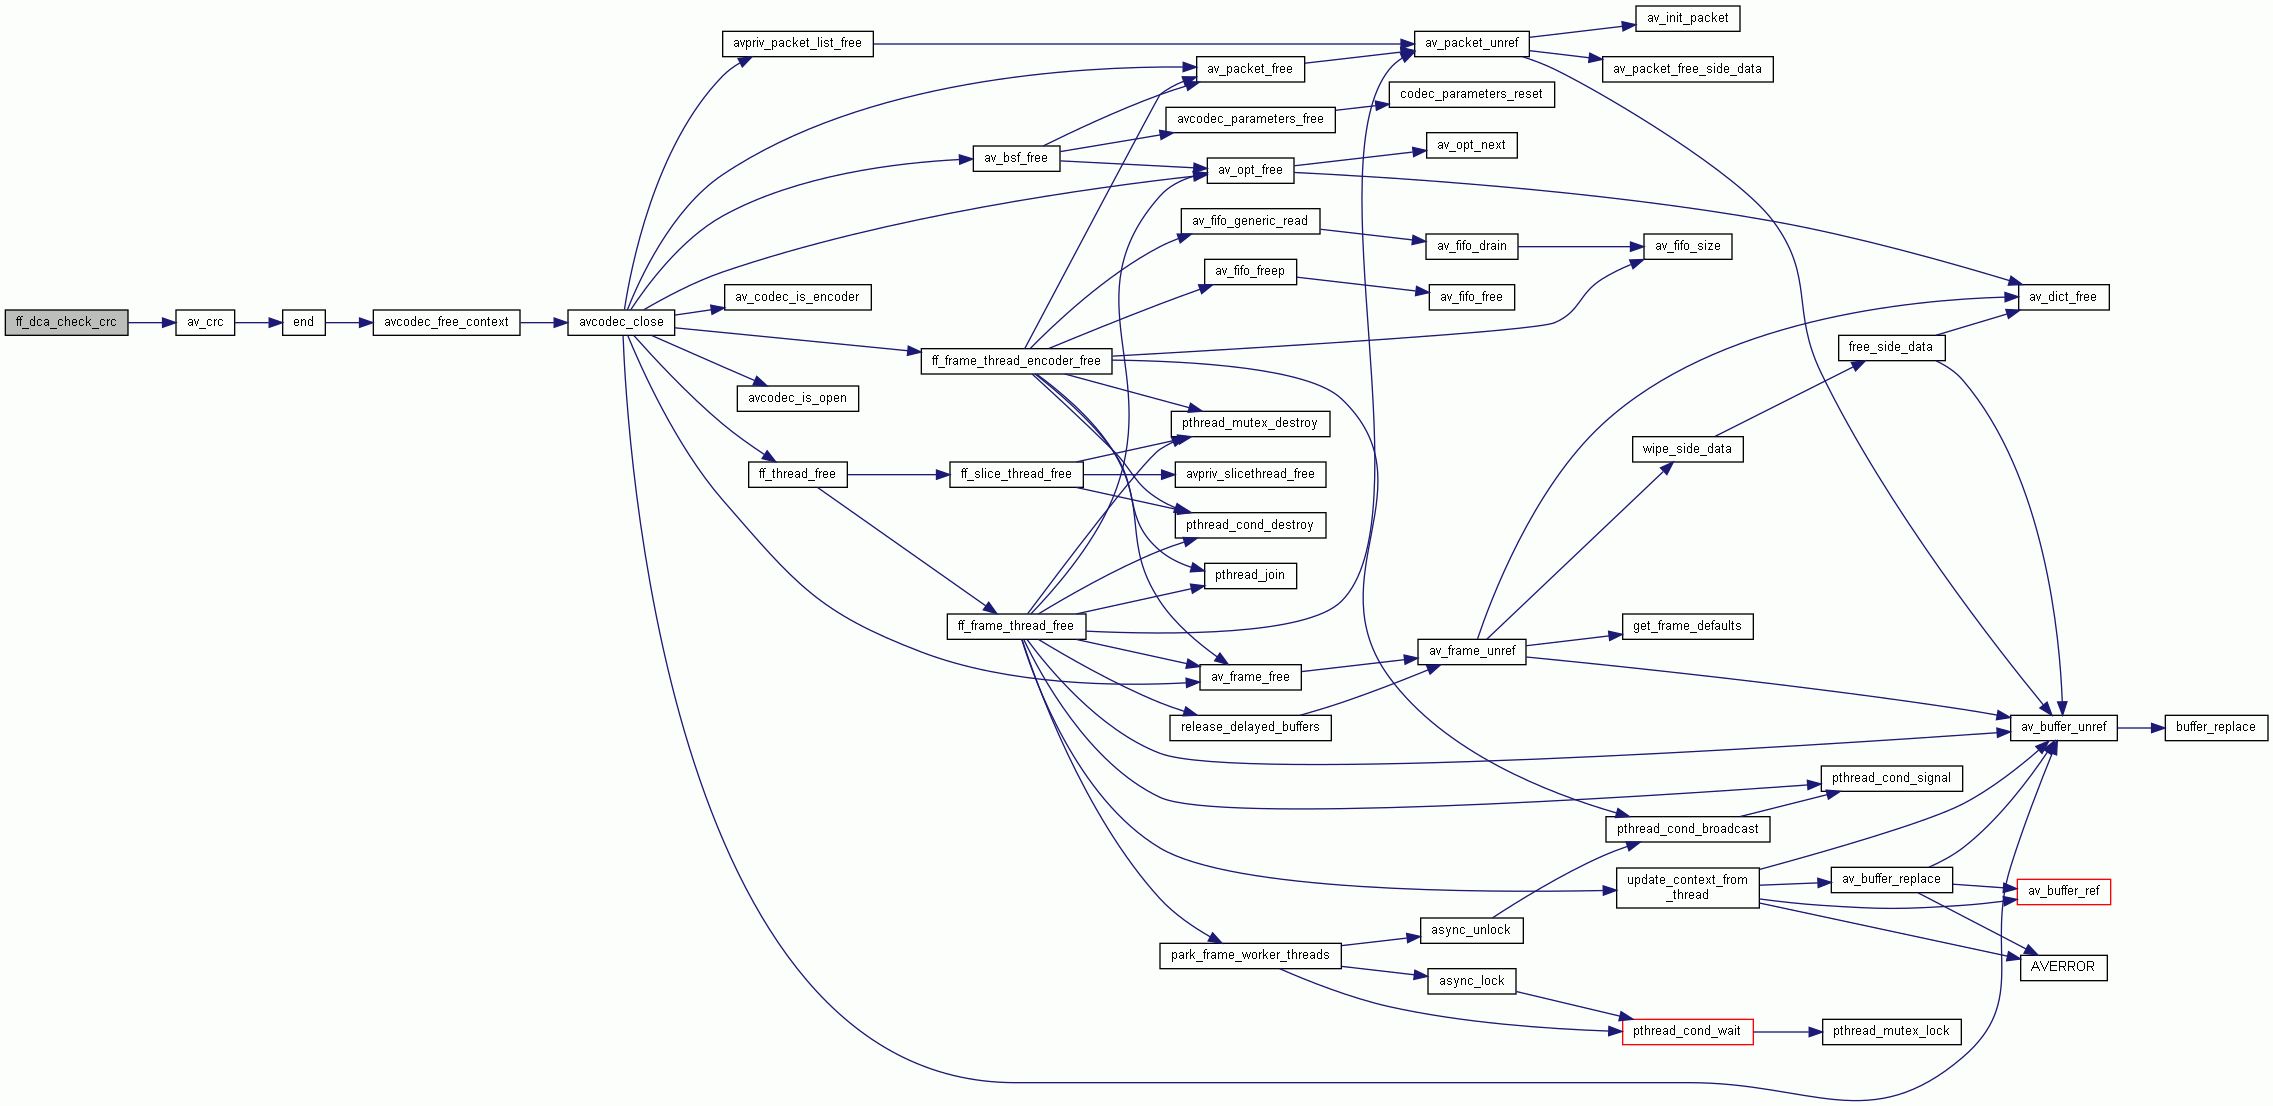 ff_dca_check_crc
av_crc
end
avcodec_free_context
avcodec_close
avpriv_packet_list_free
av_codec_is_encoder
avcodec_is_open
ff_thread_free
av_bsf_free
ff_frame_thread_encoder_free
ff_slice_thread_free
ff_frame_thread_free
av_packet_free
avcodec_parameters_free
av_opt_free
av_fifo_generic_read
av_fifo_freep
pthread_mutex_destroy
avpriv_slicethread_free
pthread_cond_destroy
pthread_join
av_frame_free
release_delayed_buffers
park_frame_worker_threads
av_packet_unref
codec_parameters_reset
av_opt_next
av_fifo_drain
av_fifo_free
av_frame_unref
async_unlock
async_lock
av_init_packet
av_packet_free_side_data
av_fifo_size
wipe_side_data
get_frame_defaults
pthread_cond_broadcast
update_context_from
_thread
pthread_cond_wait
free_side_data
pthread_cond_signal
av_buffer_replace
pthread_mutex_lock
av_dict_free
av_buffer_unref
av_buffer_ref
AVERROR
buffer_replace